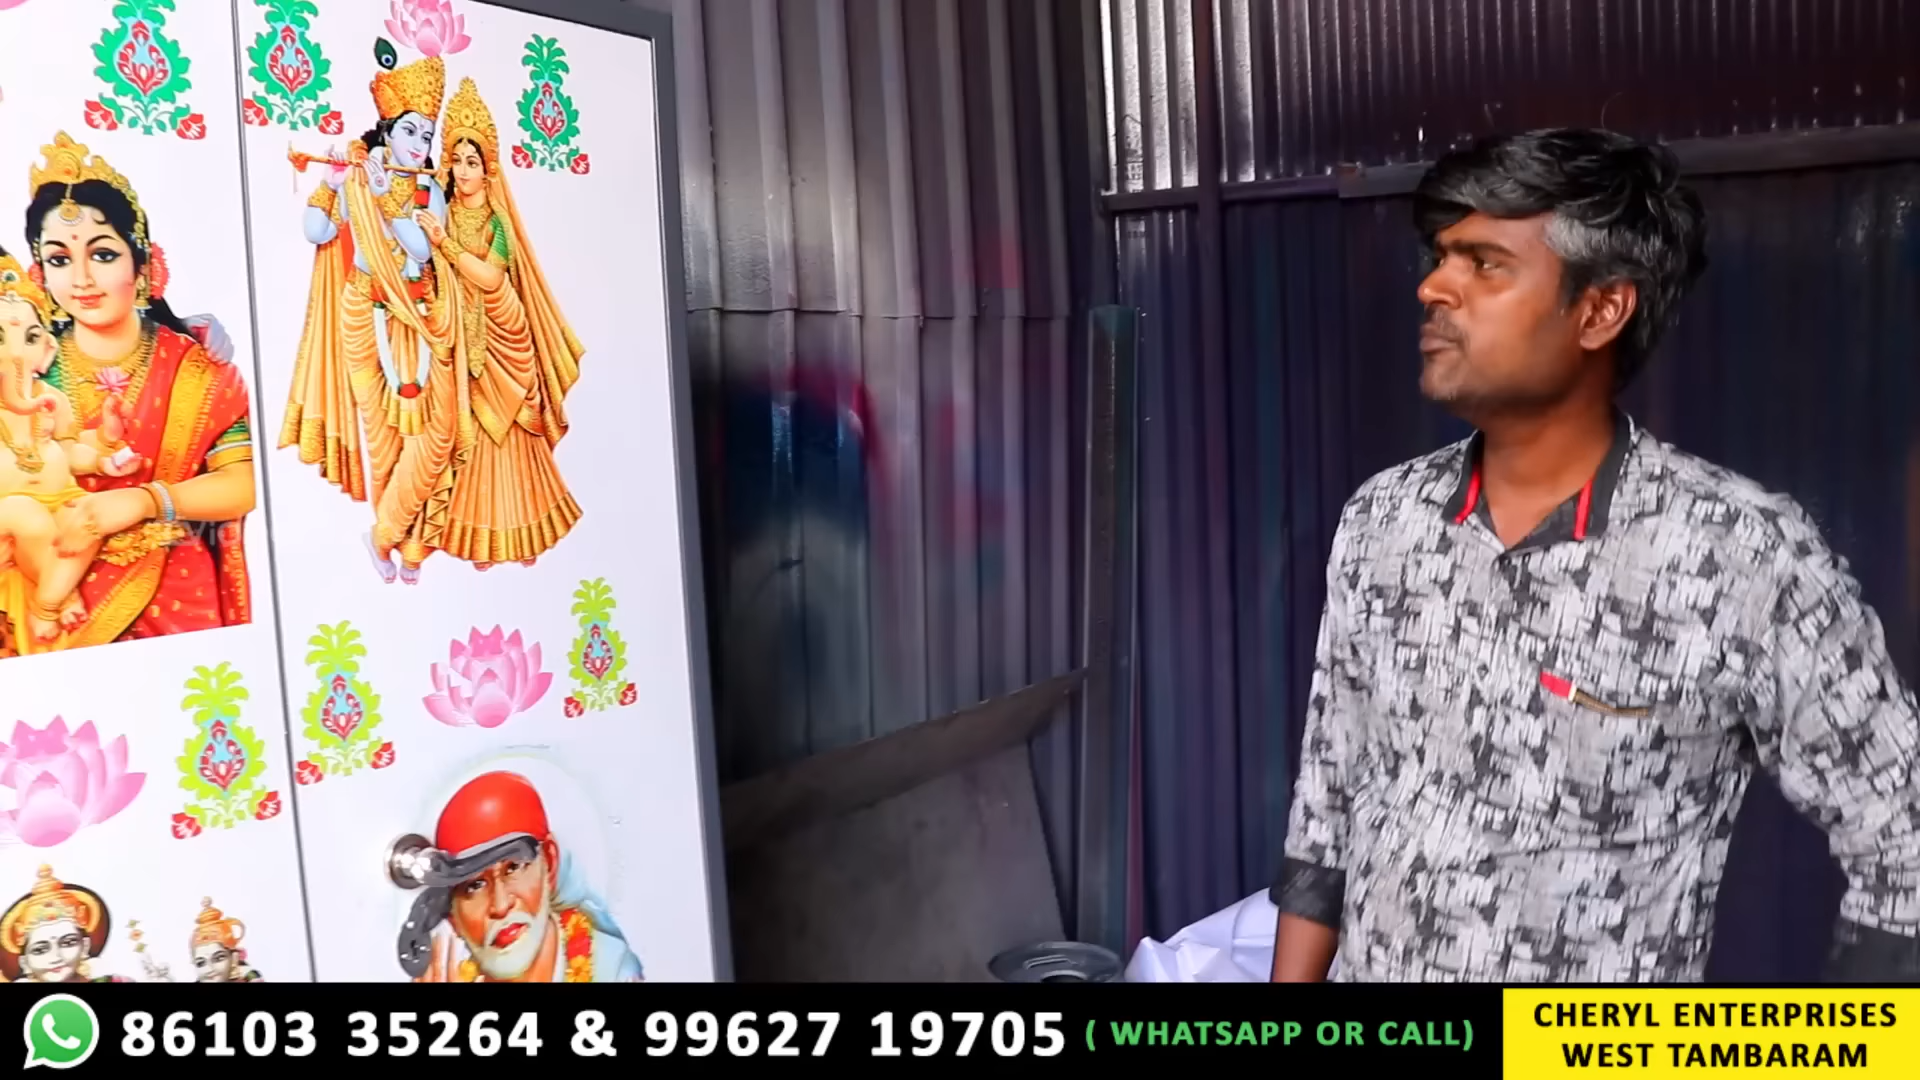 86103 35264 & 99627 19705 ( WHATSAPP OR CALL)
CHERYL ENTERPRISES
WEST TAMBARAM